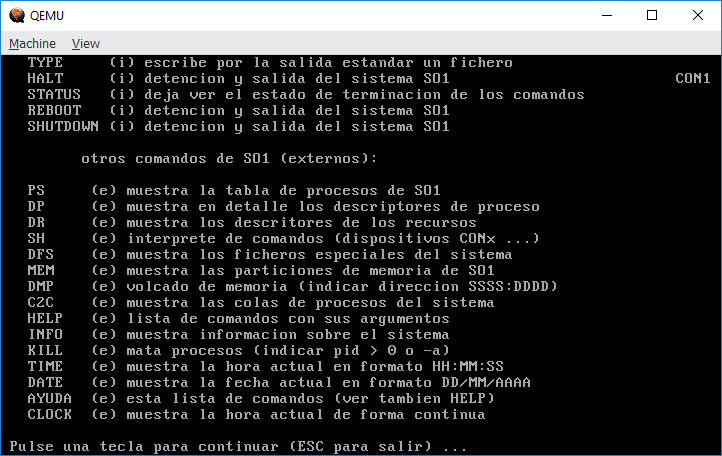 QEMU
Machine View
TYPE (i) escribe por la salida estandar un fichero
HALT (i) detencion y salida del sistema SO1 CON1
STATUS (i) deja ver el estado de terminacion de los comandos
REBOOT (i) detencion y salida del sistema SO1
SHUTDOWN (i) detencion y salida del sistema SO1
otros comandos de SO1 (externos):
PS (e) muestra la tabla de procesos de SO1
DP (e) muestra en detalle los descriptores de proceso
DR (e) muestra los descritores de los recursos
SH (e) interprete de comandos (dispositivos CONx ...)
DFS (e) muestra los ficheros especiales del sistema
MEM (e) muestra las particiones de memoria de SO1
DMP (e) volcado de memoria (indicar direccion SSSS:DDDD)
C2C (e) muestra las colas de procesos del sistema
HELP (e) lista de comandos con sus argumentos
INFO (e) muestra informacion sobre el sistema
KILL (e) mata procesos (indicar pid > 0 o -a)
TIME (e) muestra la hora actual en formato HH:MM:SS
DATE (e) muestra la fecha actual en formato DD/MM/AAAA
AYUDA (e) esta lista de comandos (ver tambien HELP)
CLOCK (e) muestra la hora actual de forma continua
Pulse una tecla para continuar (ESC para salir) ...